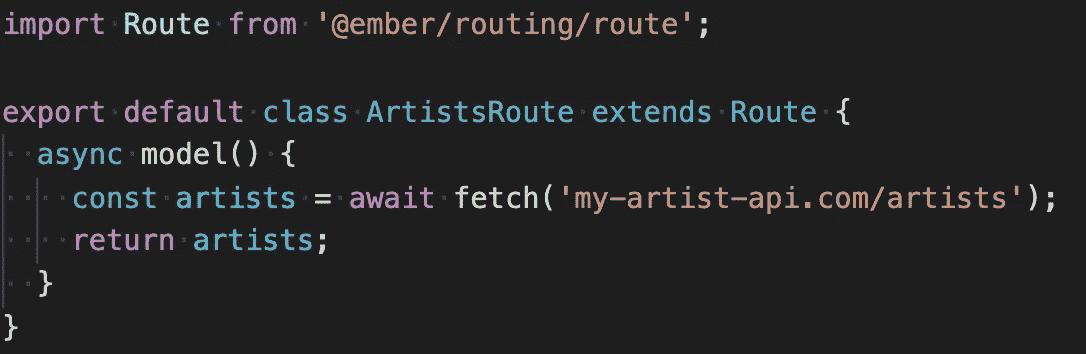 import Route from '@ember/routing/route';
export default class ArtistsRoute extends Route {
async model() {
const artists = await fetch('my-artist-api.com/artists');
return artists;
}
}